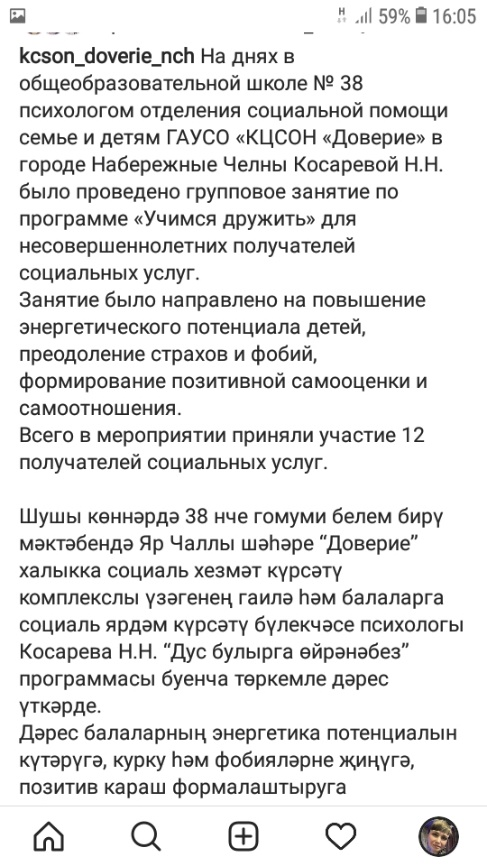 59% 16:05
kcson_doverie_nch На днях в
общеобразовательной школе № 38
психологом отделения социальной помощи
семье и детям ГАУСО «КЦСОН «Доверие» в
городе Набережные Челны Косаревой Н.Н.
было проведено групповое занятие по
программе «Учимся дружить» для
несовершеннолетних получателей
социальных услуг.
Занятие было направлено на повышение
энергетического потенциала детей,
преодоление страхов и фобий,
формирование позитивной самооценки и
самоотношения.
Всего в мероприятии приняли участие 12
получателей социальных услуг.
Шушы көннәрдә 38 нче гомуми белем бирү
мәктәбендә Яр Чаллы шәһәре “Доверие”
халыкка социаль хезмәт күрсәтү
комплекслы үзәгенең гаилә һәм балаларга
социаль ярдәм күрсәтү бүлекчәсе психологы
Косарева Н.Н. “Дус булырга өйрәнәбез”
программасы буенча төркемле дәрес
үткәрде.
Дәрес балаларның энергетика потенциалын
күтәрүгә, курку һәм фобияләрне җиңүгә,
позитив караш формалаштыруга